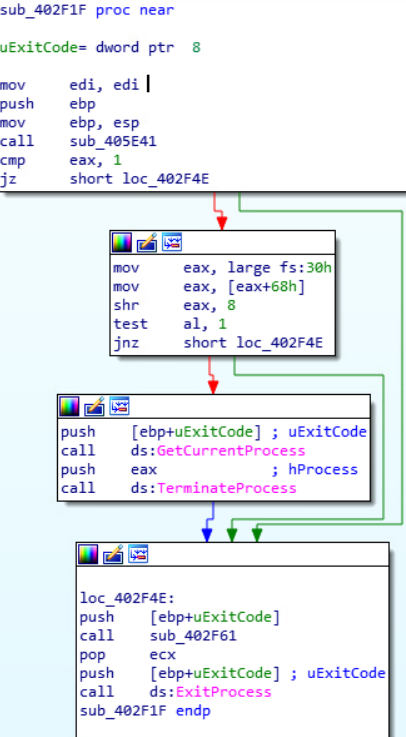 sub_402F1F proc near
uExitCode= dword ptr  8
mov     edi, edi
push    ebp
mov     ebp, esp
call    sub_405E41
cmp     eax, 1
jz      short loc_402F4E
mov     eax, large fs:30h
mov     eax, [eax+68h]
shr     eax, 8
test    al, 1
jnz     short loc_402F4E
push    [ebp+uExitCode] ; uExitCode
call    ds:GetCurrentProcess
push    eax             ; hProcess
call    ds:TerminateProcess
loc_402F4E:
push    [ebp+uExitCode]
call    sub_402F61
pop     ecx
push    [ebp+uExitCode] ; uExitCode
call    ds:ExitProcess
sub_402F1F endp